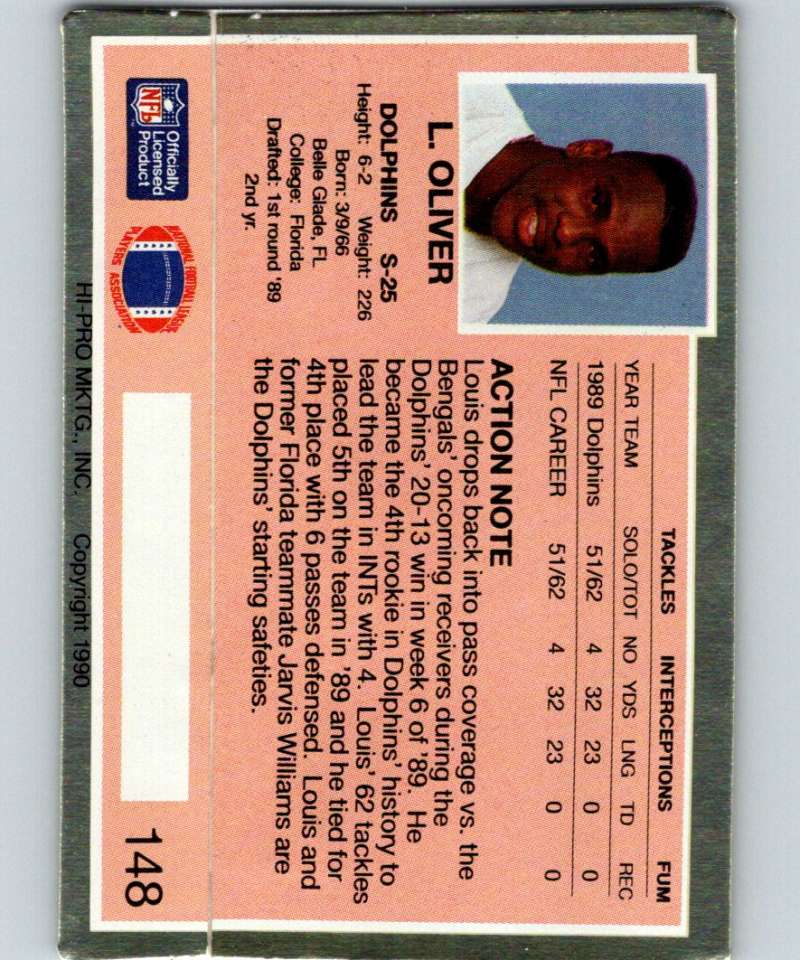 L. OLIVER
DOLPHINS S-25
Height: 6-2 Weight: 226
Born: 3/9/66
Belle Glade, FL
College: Florida
Drafted: 1st round '89
2nd yr.
TACKLES INTERCEPTIONS FUM
YEAR TEAM SOLO/TOT NO YDS LNG TD REC
1989 Dolphins 51/62 4 32 23 0 0
NFL CAREER 51/62 4 32 23 0 0
ACTION NOTE
Louis drops back into pass coverage vs. the
Bengals' oncoming receivers during the
Dolphins' 20-13 win in week 6 of '89. He
became the 4th rookie in Dolphins' history to
lead the team in INTs with 4. Louis' 62 tackles
placed 5th on the team in '89 and he tied for
4th place with 6 passes defensed. Louis and
former Florida teammate Jarvis Williams are
the Dolphins' starting safeties.
NFL
Officially
Licensed
Product
NATIONAL FOOTBALL LEAGUE
PLAYERS ASSOCIATION
148
HI-PRO MKTG., INC. Copyright 1990